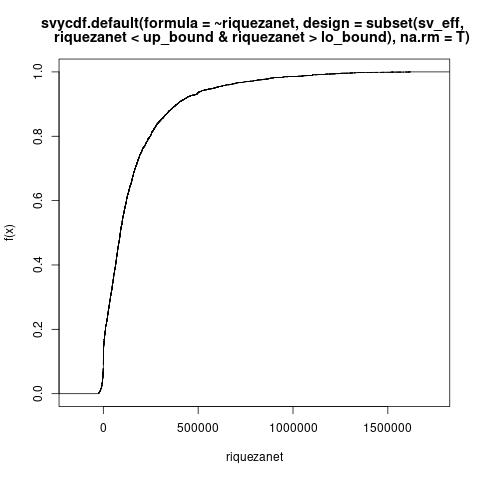 svycdf.default(formula = ~riquezanet, design = subset(sv_eff,
riquezanet < up_bound & riquezanet > lo_bound), na.rm = T)
1.0
0.8
0.6
0.4
0.2
0.0
f(x)
0 500000 1000000 1500000
riquezanet